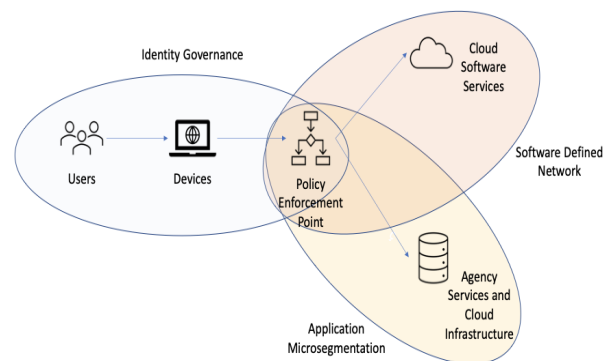 Identity Governance
Cloud
Software
Services
Software Defined
Network
Users
Devices
Policy
Enforcement
Point
Agency
Services and
Cloud
Infrastructure
Application
Microsegmentation